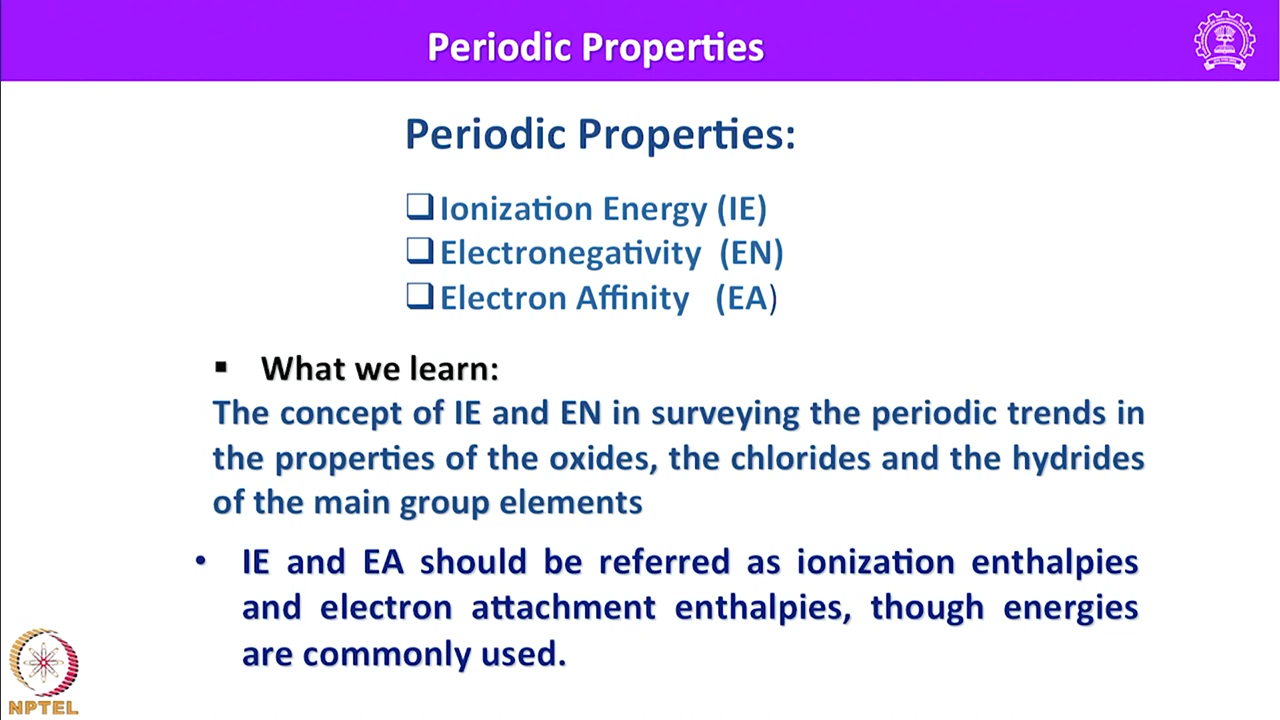 Periodic Properties
Periodic Properties:
❑ Ionization Energy (IE)
❑ Electronegativity (EN)
❑ Electron Affinity (EA)
▪ What we learn:
The concept of IE and EN in surveying the periodic trends in
the properties of the oxides, the chlorides and the hydrides
of the main group elements
• IE and EA should be referred as ionization enthalpies
and electron attachment enthalpies, though energies
are commonly used.
NPTEL